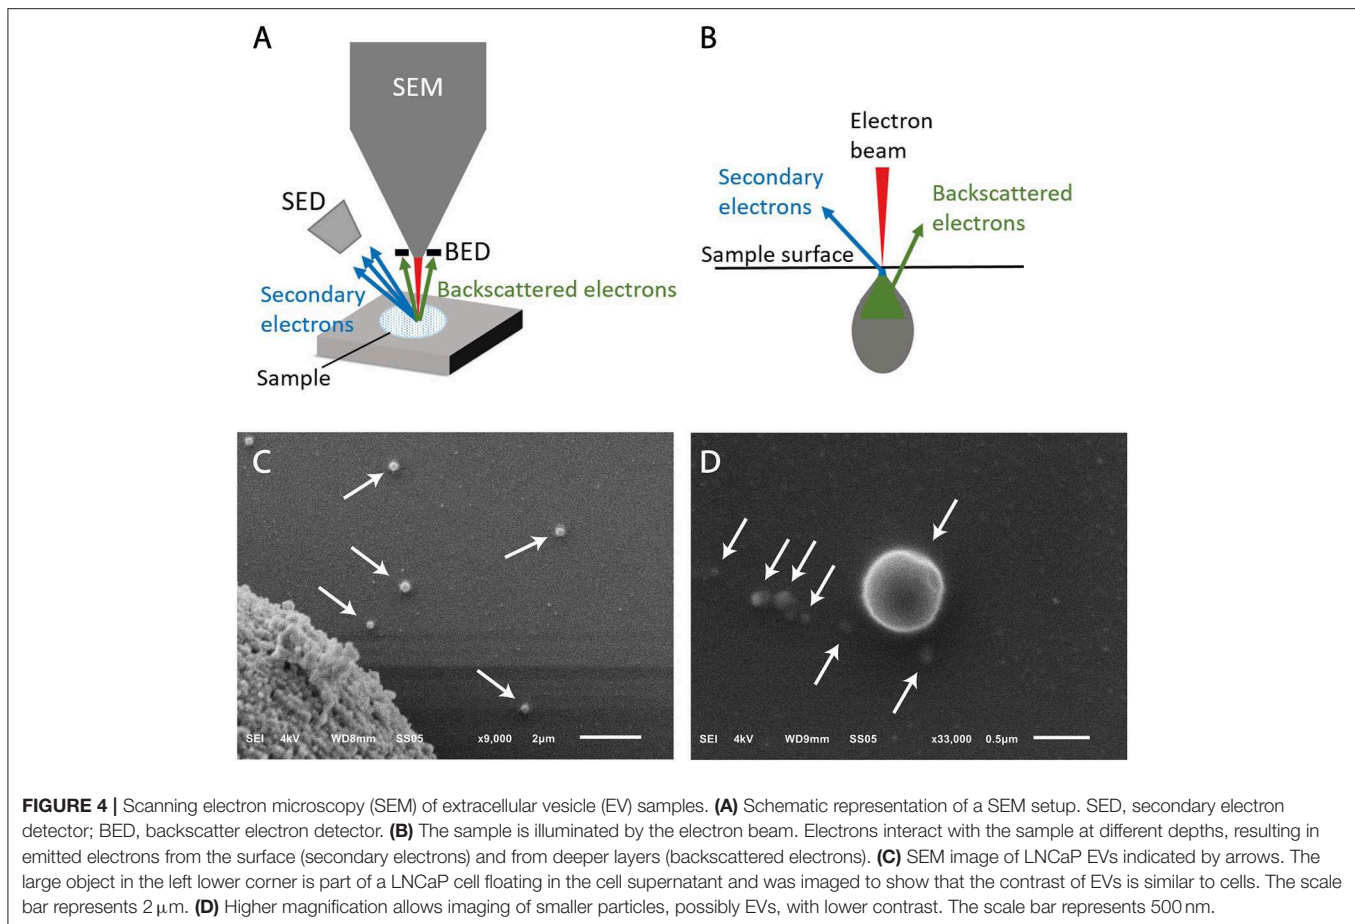 A
SEM
SED
BED
Secondary
electrons
Backscattered electrons
Sample
B
Electron
beam
Secondary
electrons
Backscattered
electrons
Sample surface
C
SEI 4kV WD8mm SS05 x9,000 2μm
D
SEI 4kV WD9mm SS05 x33,000 0.5μm
FIGURE 4 | Scanning electron microscopy (SEM) of extracellular vesicle (EV) samples. (A) Schematic representation of a SEM setup. SED, secondary electron
detector; BED, backscatter electron detector. (B) The sample is illuminated by the electron beam. Electrons interact with the sample at different depths, resulting in
emitted electrons from the surface (secondary electrons) and from deeper layers (backscattered electrons). (C) SEM image of LNCaP EVs indicated by arrows. The
large object in the left lower corner is part of a LNCaP cell floating in the cell supernatant and was imaged to show that the contrast of EVs is similar to cells. The scale
bar represents 2 μm. (D) Higher magnification allows imaging of smaller particles, possibly EVs, with lower contrast. The scale bar represents 500 nm.